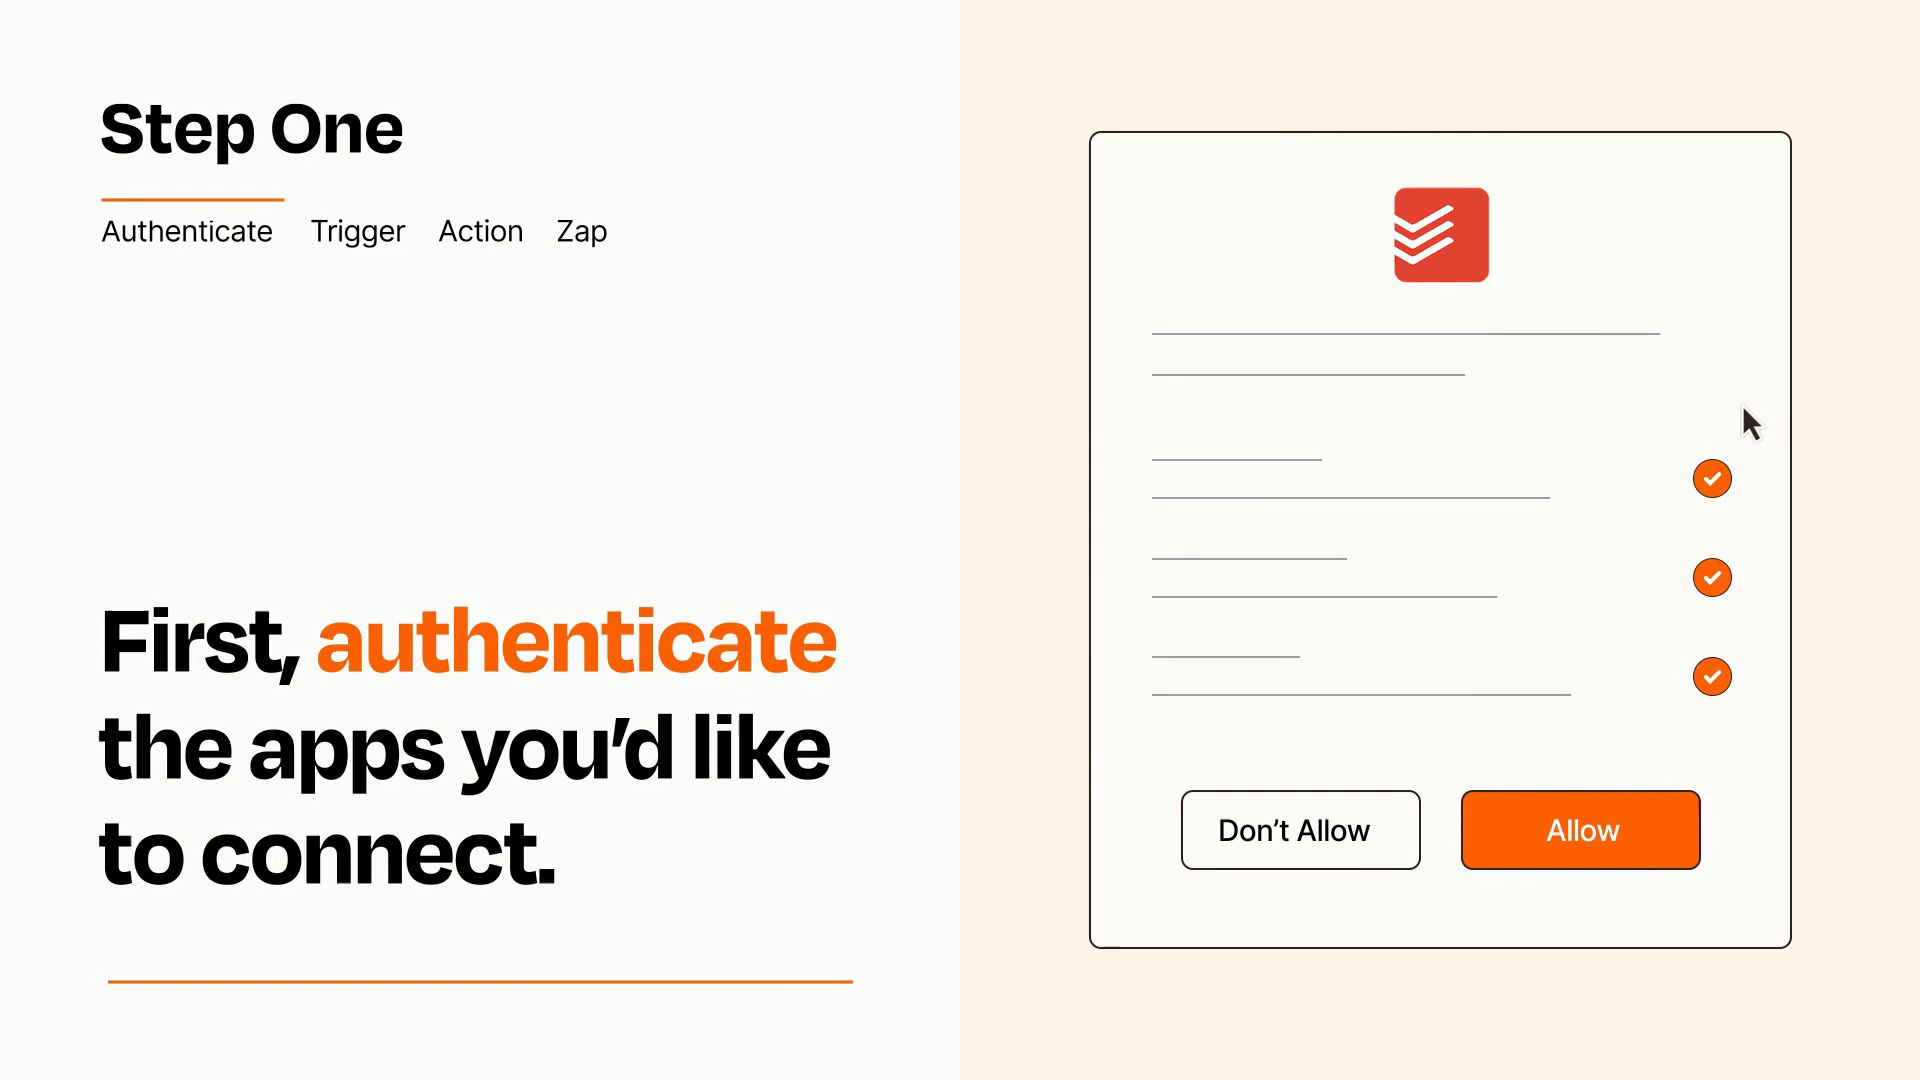 Step One
Authenticate Trigger Action Zap
First, authenticate
the apps you’d like
to connect.
Don’t Allow
Allow